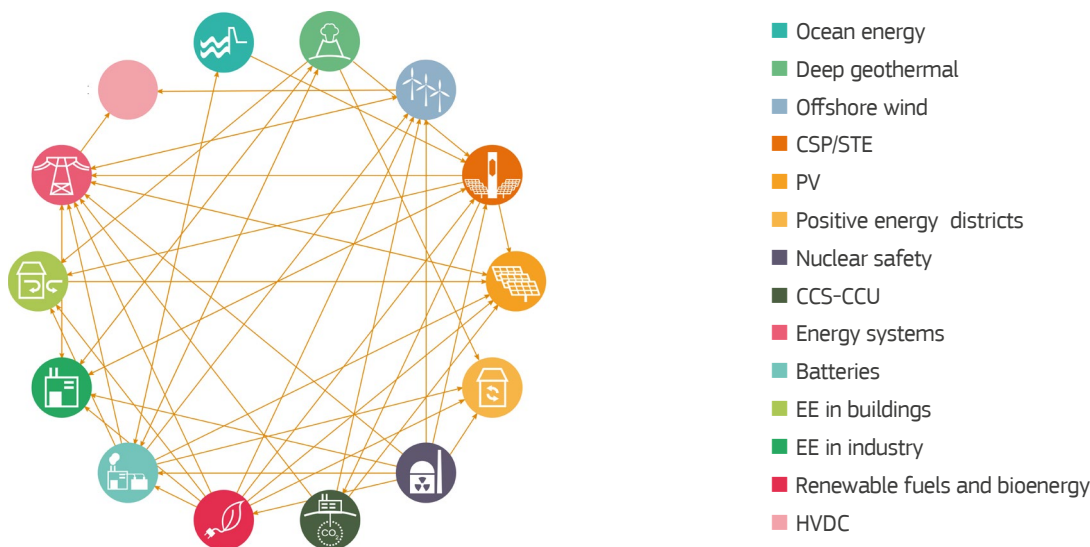 Ocean energy
Deep geothermal
Offshore wind
CSP/STE
PV
Positive energy districts
Nuclear safety
CCS-CCU
Energy systems
Batteries
EE in buildings
EE in industry
Renewable fuels and bioenergy
HVDC
CO₂